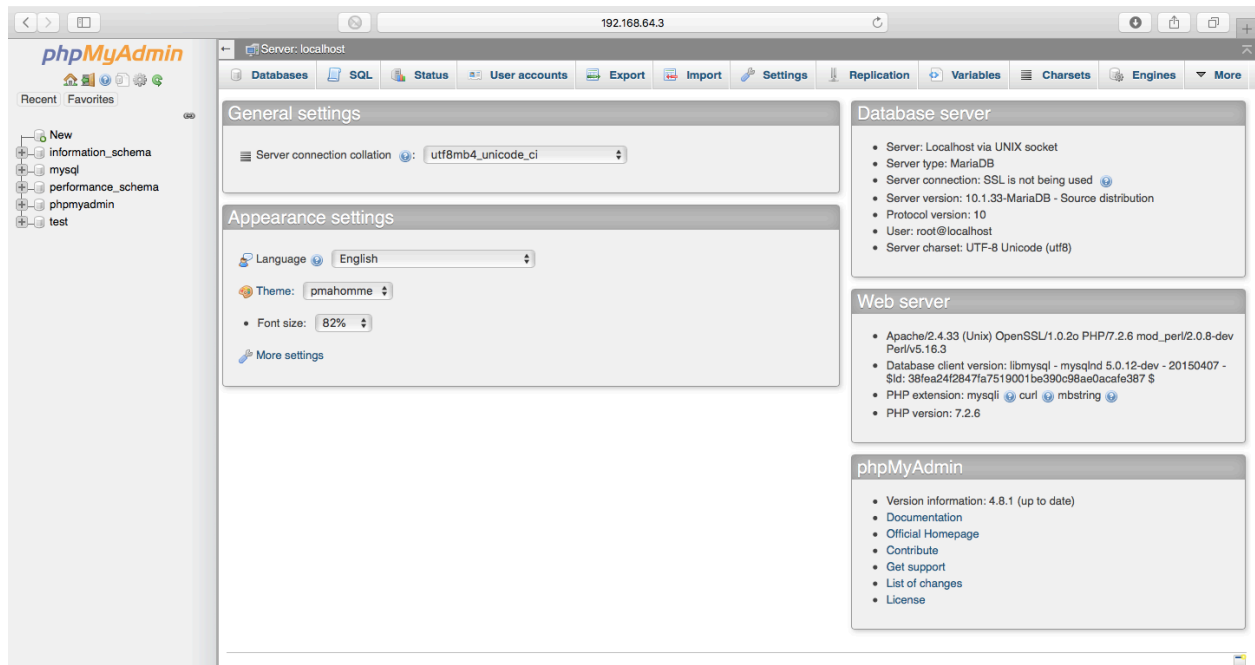 192.168.64.3
phpMyAdmin
Recent Favorites
New
information_schema
mysql
performance_schema
phpmyadmin
test
Server: localhost
Databases SQL Status User accounts Export Import Settings Replication Variables Charsets Engines More
General settings
Server connection collation : utf8mb4_unicode_ci
Appearance settings
Language English
Theme: pmahomme
• Font size: 82%
More settings
Database server
• Server: Localhost via UNIX socket
• Server type: MariaDB
• Server connection: SSL is not being used
• Server version: 10.1.33-MariaDB - Source distribution
• Protocol version: 10
• User: root@localhost
• Server charset: UTF-8 Unicode (utf8)
Web server
• Apache/2.4.33 (Unix) OpenSSL/1.0.2o PHP/7.2.6 mod_perl/2.0.8-dev
Perl/v5.16.3
• Database client version: libmysql - mysqlnd 5.0.12-dev - 20150407 -
$Id: 38fea24f2847fa7519001be390c98ae0acafe387 $
• PHP extension: mysqli curl mbstring
• PHP version: 7.2.6
phpMyAdmin
• Version information: 4.8.1 (up to date)
• Documentation
• Official Homepage
• Contribute
• Get support
• List of changes
• License